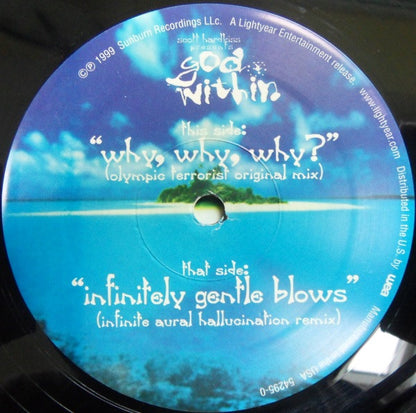 ©℗ 1999 Sunburn Recordings LLc. A Lightyear Entertainment release.
www.lightyear.com
Distributed in the U.S. by
54295-0
scott hardkiss
presents
god
within
this side:
"why, why, why?"
(olympic terrorist original mix)
that side:
"infinitely gentle blows"
(infinite aural hallucination remix)